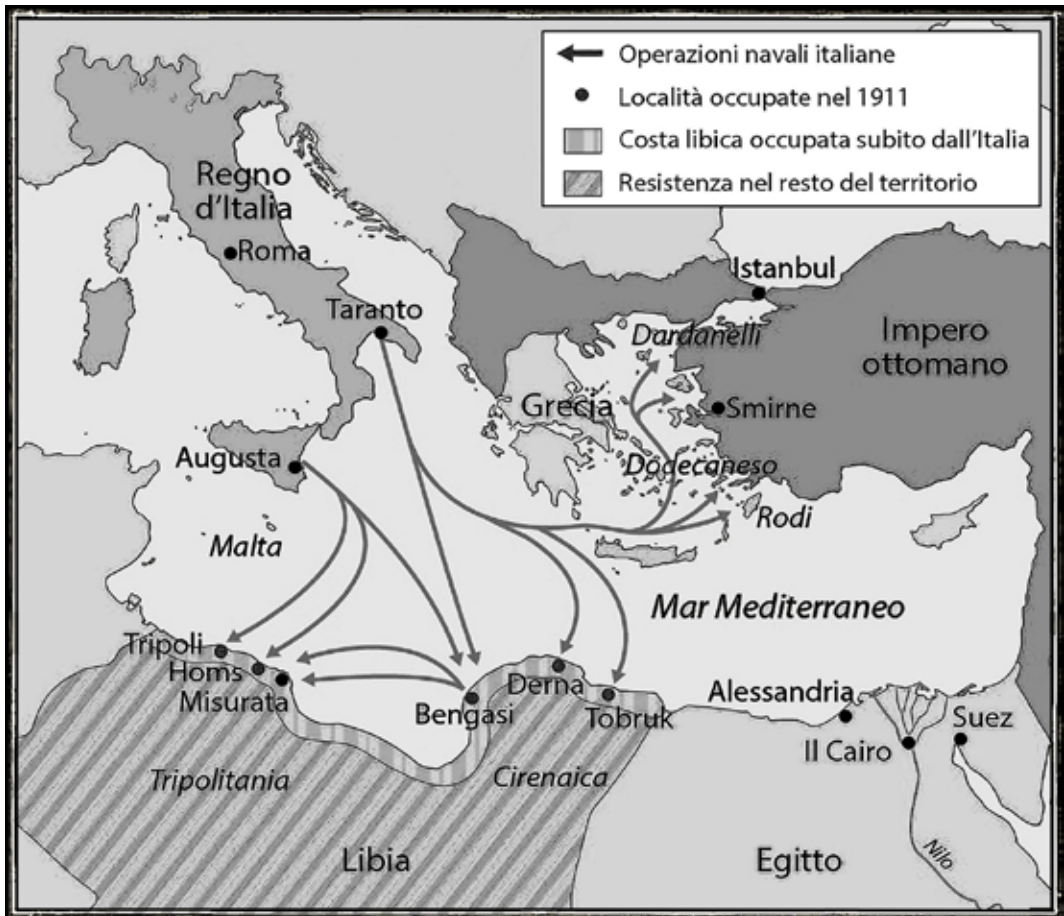 Operazioni navali italiane
Località occupate nel 1911
Costa libica occupata subito dall'Italia
Resistenza nel resto del territorio
Regno
d'Italia
Roma
Taranto
Istanbul
Dardanelli
Impero
ottomano
Grecia
Smirne
Augusta
Dodecaneso
Rodi
Malta
Mar Mediterraneo
Tripoli
Homs
Misurata
Bengasi
Derna
Tobruk
Alessandria
Suez
Il Cairo
Tripolitania
Cirenaica
Libia
Egitto
Nilo